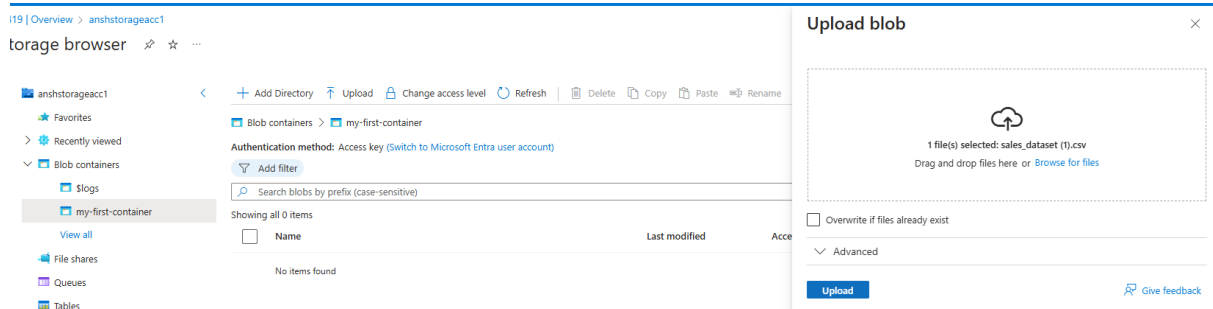 419 | Overview > anshstorageacc1
torage browser
anshstorageacc1
Favorites
Recently viewed
Blob containers
$logs
my-first-container
View all
File shares
Queues
Tables
Add Directory Upload Change access level Refresh Delete Copy Paste Rename
Blob containers > my-first-container
Authentication method: Access key (Switch to Microsoft Entra user account)
Add filter
Search blobs by prefix (case-sensitive)
Showing all 0 items
Name Last modified Acce
No items found
Upload blob
1 file(s) selected: sales_dataset (1).csv
Drag and drop files here or Browse for files
Overwrite if files already exist
Advanced
Upload Give feedback